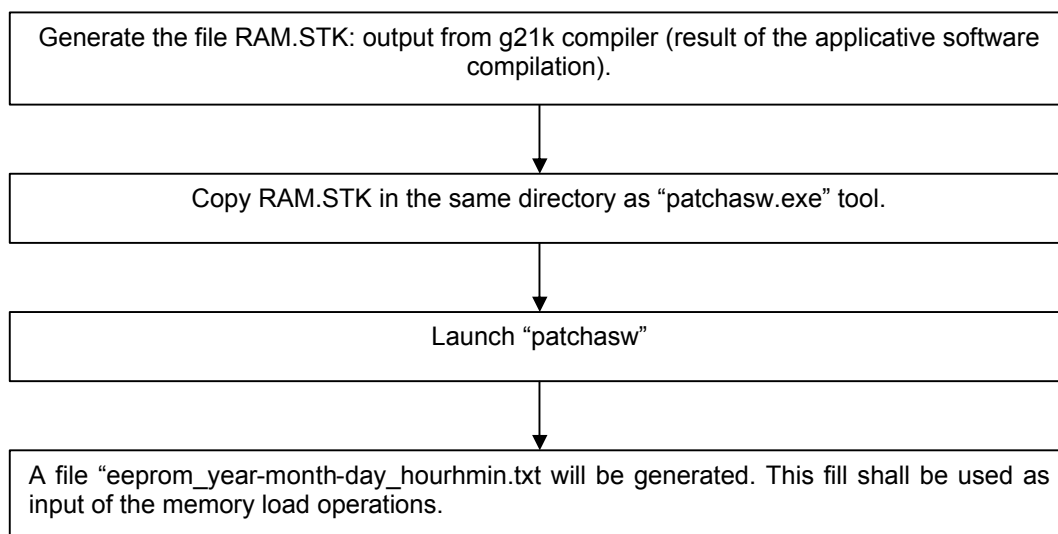 Generate the file RAM.STK: output from g21k compiler (result of the applicative software
compilation).
Copy RAM.STK in the same directory as “patchasw.exe” tool.
Launch “patchasw”
A file “eeprom_year-month-day_hourhmin.txt will be generated. This fill shall be used as
input of the memory load operations.